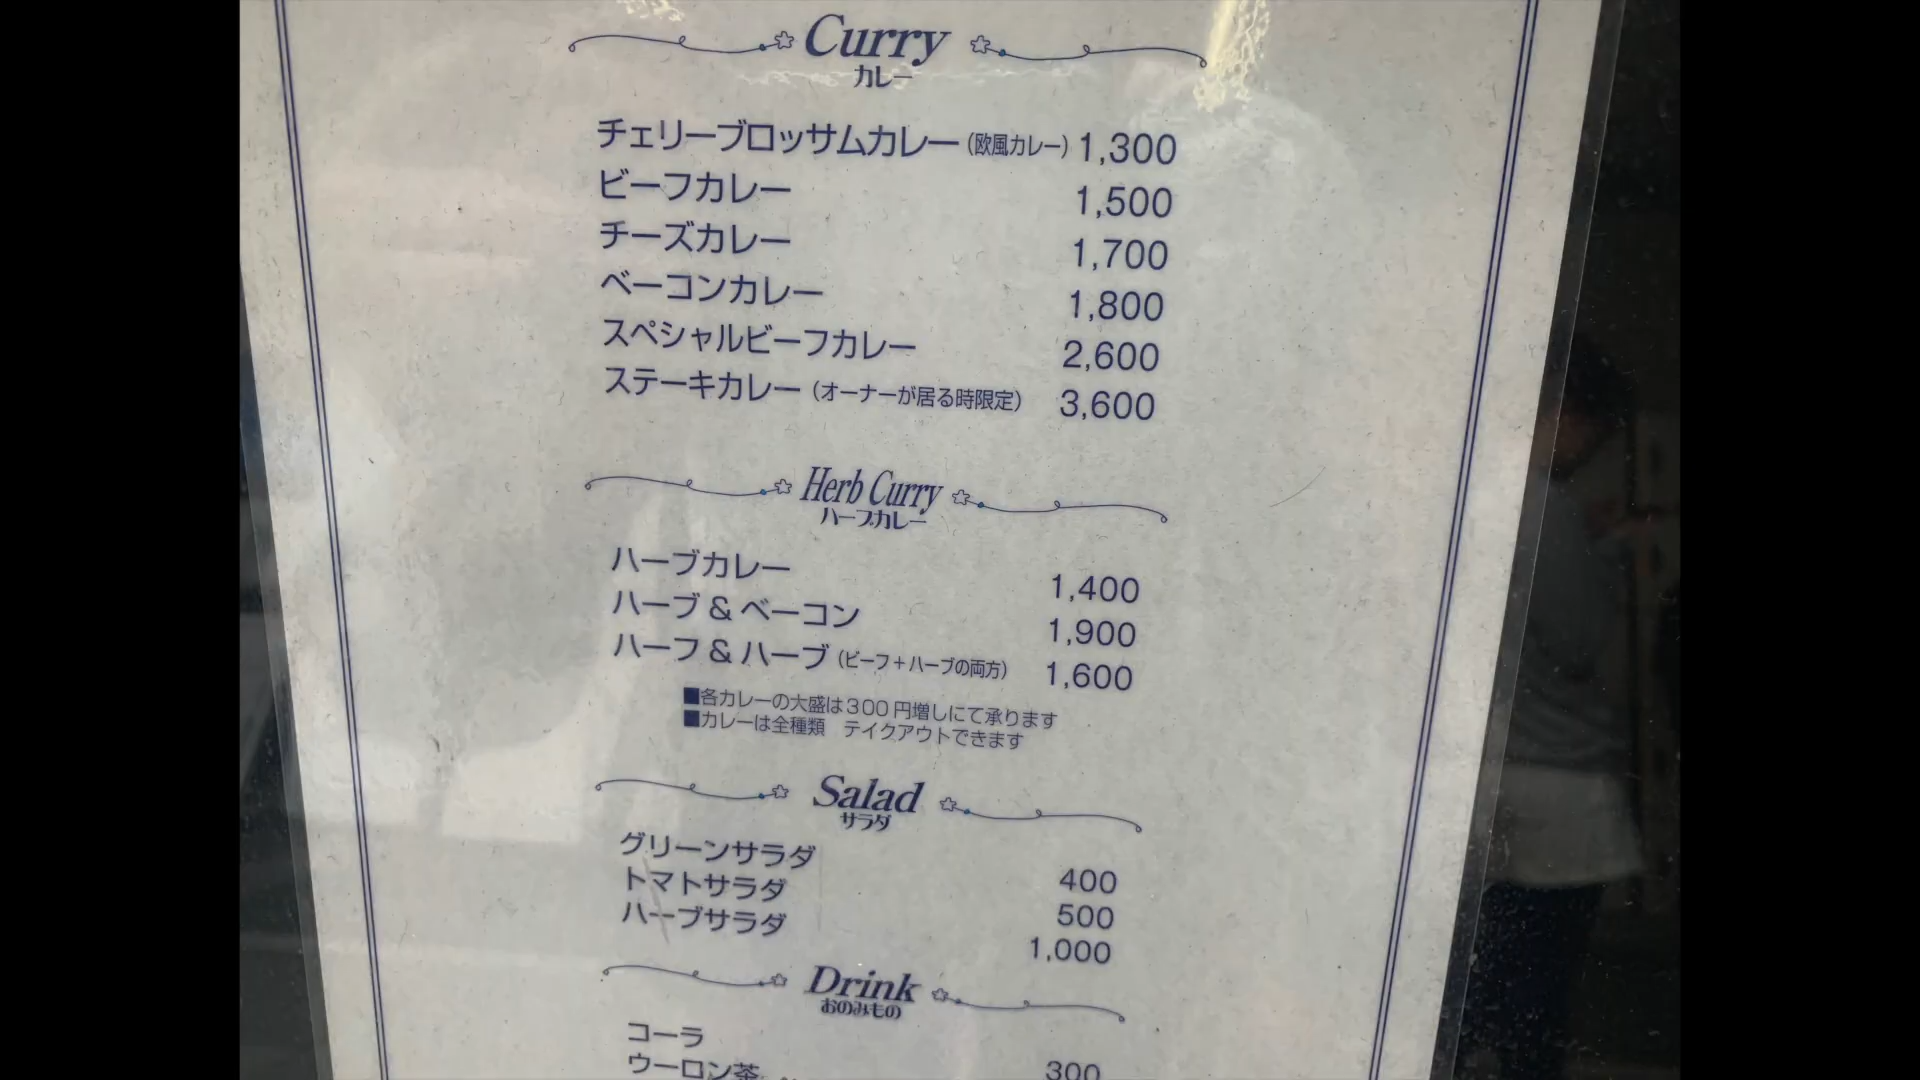 Curry
カレー
チェリーブロッサムカレー(欧風カレー) 1,300
ビーフカレー 1,500
チーズカレー 1,700
ベーコンカレー 1,800
スペシャルビーフカレー 2,600
ステーキカレー(オーナーが居る時限定) 3,600
Herb Curry
ハーブカレー
ハーブカレー 1,400
ハーブ & ベーコン 1,900
ハーフ & ハーブ(ビーフ+ハーブの両方) 1,600
■各カレーの大盛は300円増しにて承ります
■カレーは全種類 テイクアウトできます
Salad
サラダ
グリーンサラダ 400
トマトサラダ 500
ハーブサラダ 1,000
Drink
おのみもの
コーラ 300
ウーロン茶